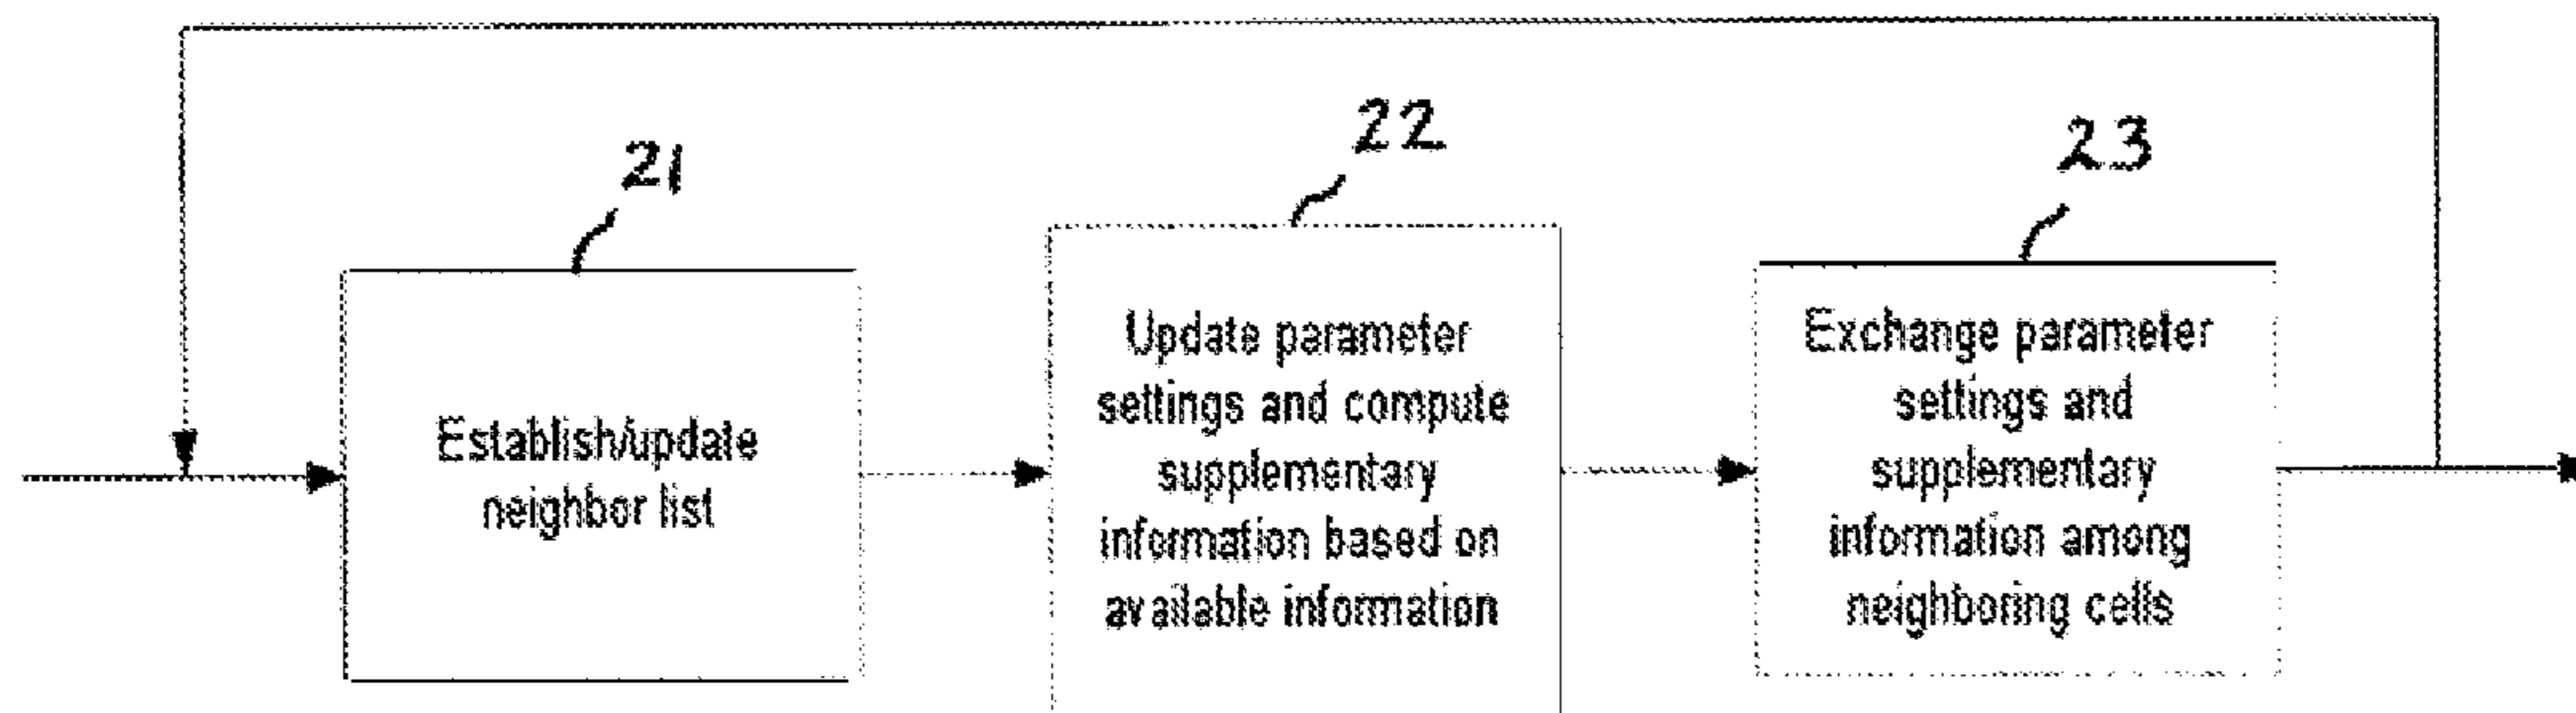 21
22
23
Establish/update
neighbor list
Update parameter
settings and compute
supplementary
information based on
available information
Exchange parameter
settings and
supplementary
information among
neighboring cells